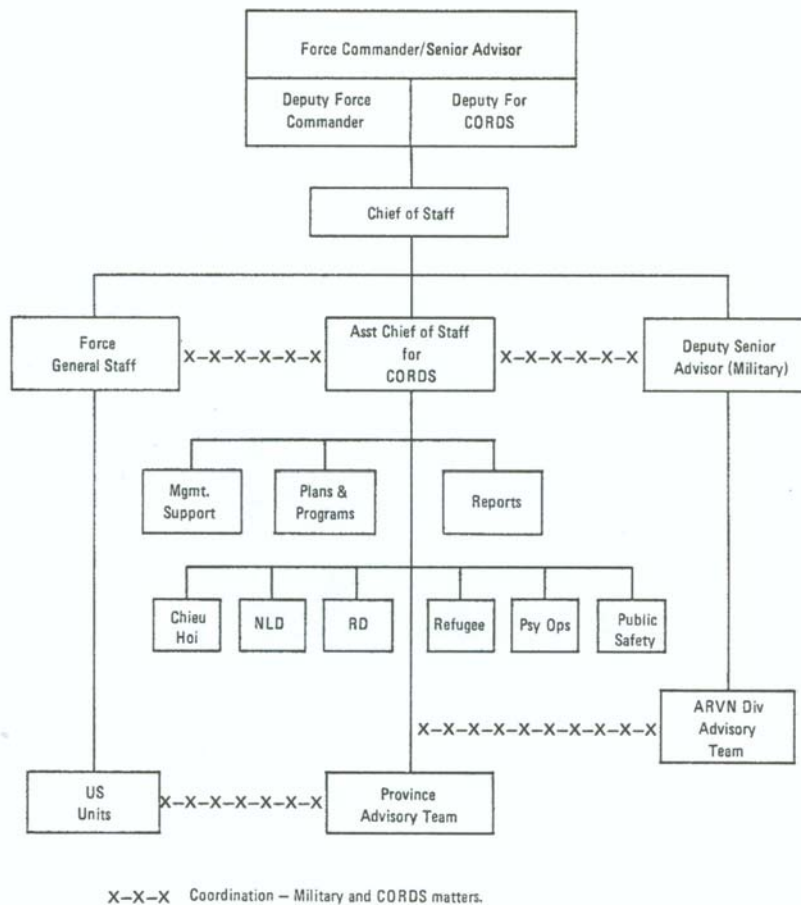 Force Commander/Senior Advisor
Deputy Force
Commander
Deputy For
CORDS
Chief of Staff
Force
General Staff
X–X–X–X–X–X
Asst Chief of Staff
for
CORDS
X–X–X–X–X–X
Deputy Senior
Advisor (Military)
Mgmt.
Support
Plans &
Programs
Reports
Chieu
Hoi
NLD
RD
Refugee
Psy Ops
Public
Safety
X–X–X–X–X–X–X–X–X–X
ARVN Div
Advisory
Team
US
Units
X–X–X–X–X–X–X
Province
Advisory Team
X–X–X Coordination – Military and CORDS matters.